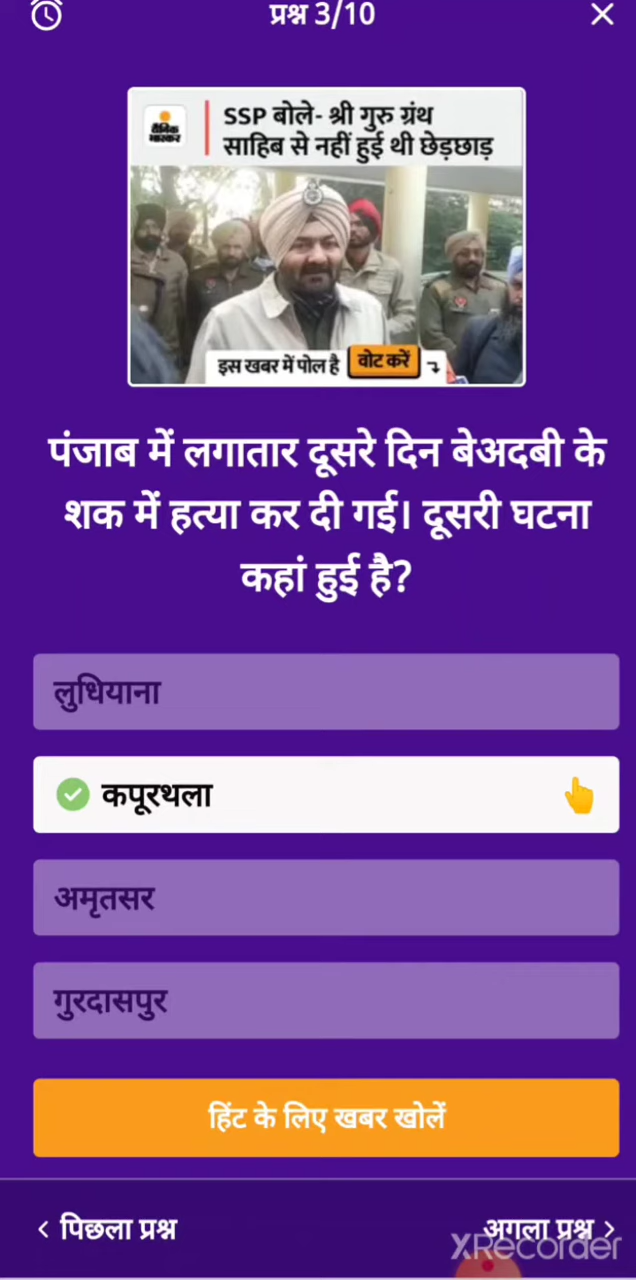 प्रश्न 3/10
दैनिक
भास्कर
SSP बोले- श्री गुरु ग्रंथ
साहिब से नहीं हुई थी छेड़छाड़
इस खबर में पोल है वोट करें
पंजाब में लगातार दूसरे दिन बेअदबी के
शक में हत्या कर दी गई। दूसरी घटना
कहां हुई है?
लुधियाना
कपूरथला
अमृतसर
गुरदासपुर
हिंट के लिए खबर खोलें
< पिछला प्रश्न
अगला प्रश्न >
XRecorder